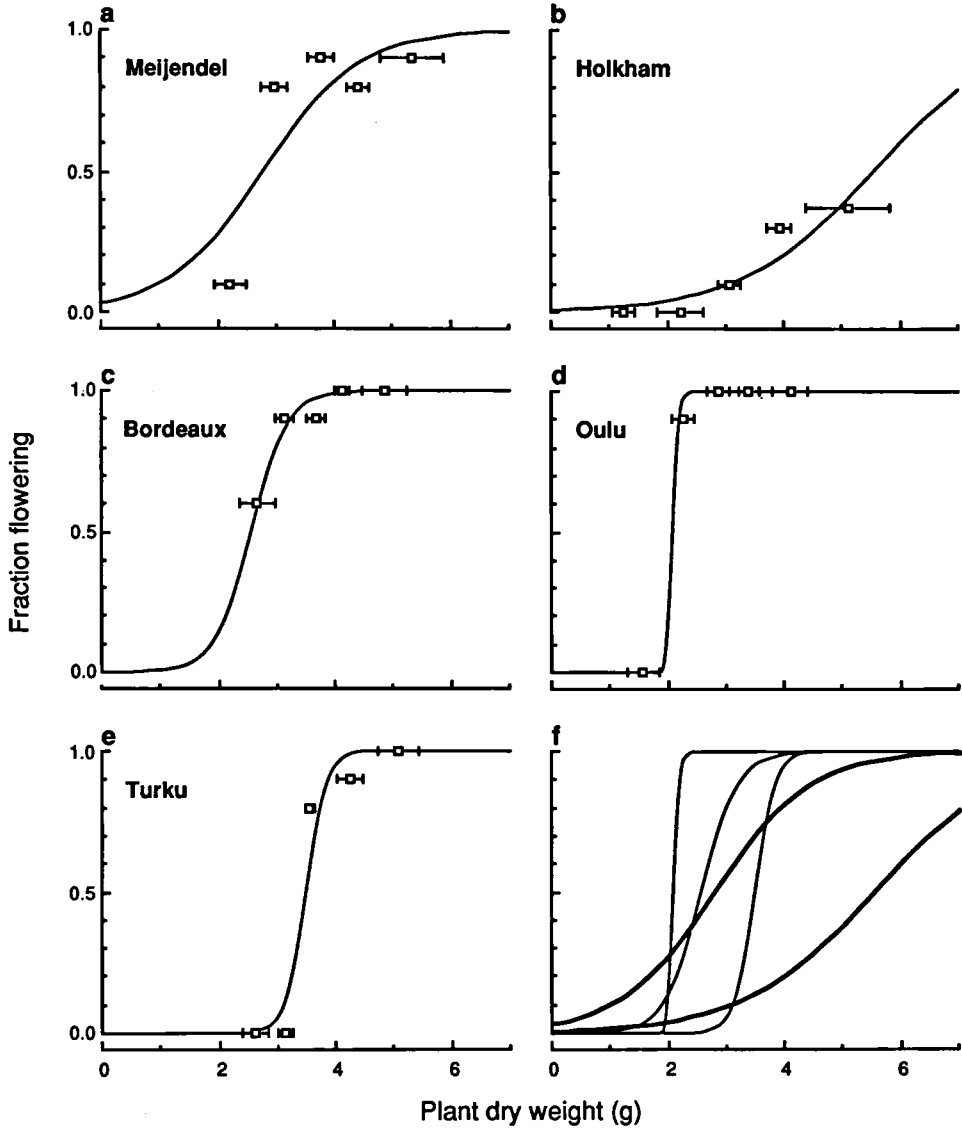 a
b
1.0
Meijendel
Holkham
0.5
0.0
c
d
1.0
Bordeaux
Oulu
0.5
0.0
e
f
1.0
Turku
0.5
0.0
0 2 4 6
0 2 4 6
Fraction flowering
Plant dry weight (g)